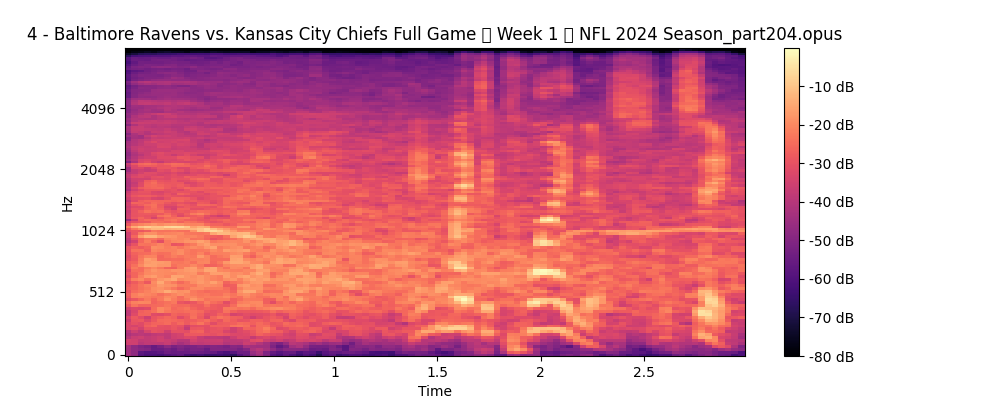 4 - Baltimore Ravens vs. Kansas City Chiefs Full Game ▯ Week 1 ▯ NFL 2024 Season_part204.opus
4096
2048
1024
512
0
Hz
0
0.5
1
1.5
2
2.5
Time
-10 dB
-20 dB
-30 dB
-40 dB
-50 dB
-60 dB
-70 dB
-80 dB